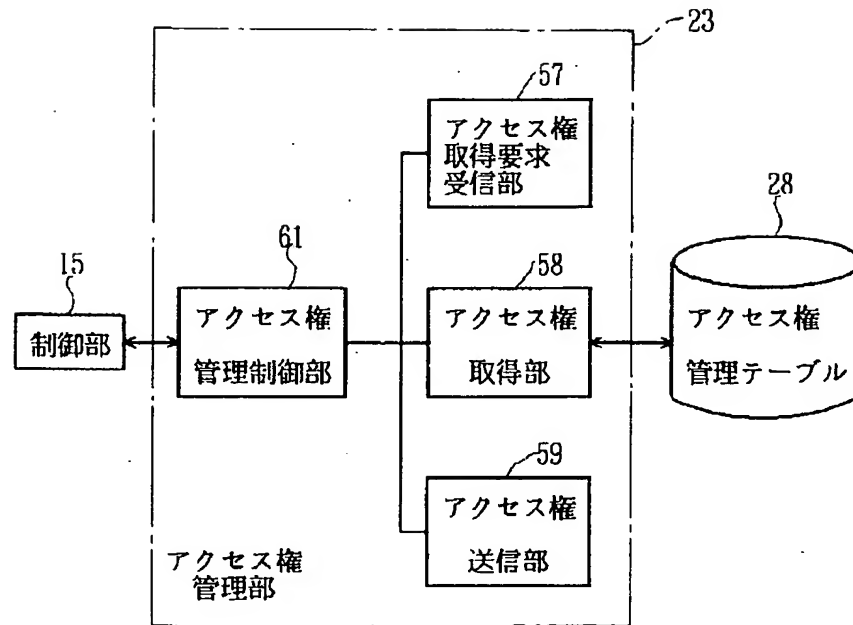 23
57
アクセス権
取得要求
受信部
28
61
15
58
制御部
アクセス権
管理制御部
アクセス権
取得部
アクセス権
管理テーブル
59
アクセス権
送信部
アクセス権
管理部